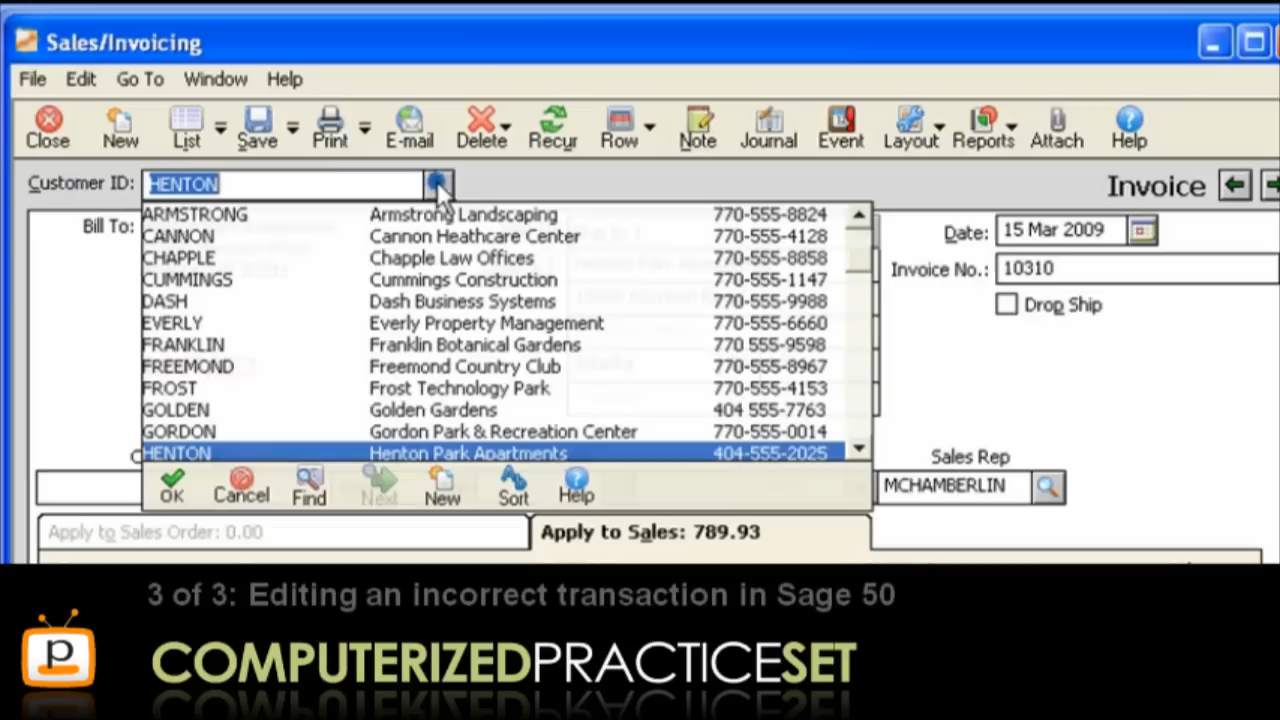 Sales/Invoicing
File Edit Go To Window Help
Close New List Save Print E-mail Delete Recur Row Note Journal Event Layout Reports Attach Help
Customer ID: HENTON Invoice
Bill To:
ARMSTRONG Armstrong Landscaping 770-555-8824
CANNON Cannon Heathcare Center 770-555-4128
CHAPPLE Chapple Law Offices 770-555-8858
CUMMINGS Cummings Construction 770-555-1147
DASH Dash Business Systems 770-555-9988
EVERLY Everly Property Management 770-555-6660
FRANKLIN Franklin Botanical Gardens 770 555-9598
FREEMOND Freemond Country Club 770-555-8967
FROST Frost Technology Park 770-555-4153
GOLDEN Golden Gardens 404 555-7763
GORDON Gordon Park & Recreation Center 770-555-0014
HENTON Henton Park Apartments 404-555-2025
OK Cancel Find Next New Sort Help
Date: 15 Mar 2009
Invoice No.: 10310
Drop Ship
Sales Rep
MCHAMBERLIN
Apply to Sales Order: 0.00 Apply to Sales: 789.93
3 of 3: Editing an incorrect transaction in Sage 50
p COMPUTERIZEDPRACTICESET